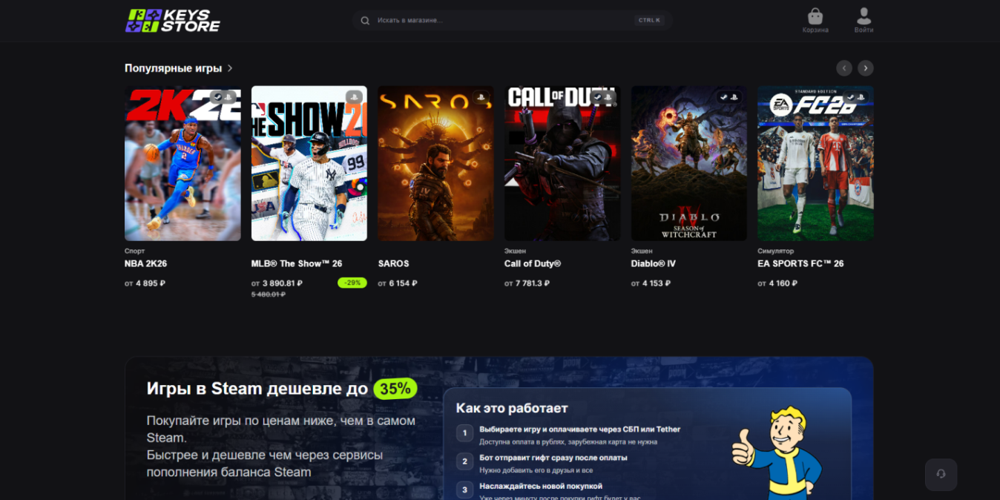 KEYS
STORE
Искать в магазине...
CTRL K
Корзина
Войти
Популярные игры
2K26
THUNDER
2
THE SHOW 26
BULLDOGS
99
SAROS
CALL OF DUTY
DIABLO
IV
SEASON of
WITCHCRAFT
STANDARD EDITION
EA
SPORTS
FC 26
Спорт
NBA 2K26
MLB® The Show™ 26
SAROS
Экшен
Call of Duty®
Экшен
Diablo® IV
Симулятор
EA SPORTS FC™ 26
от 4 895 ₽
от 3 890.81 ₽
-29%
5 480.01 ₽
от 6 154 ₽
от 7 781.3 ₽
от 4 153 ₽
от 4 160 ₽
Игры в Steam дешевле до 35%
Покупайте игры по ценам ниже, чем в самом
Steam.
Быстрее и дешевле чем через сервисы
пополнения баланса Steam
Как это работает
1
Выбираете игру и оплачиваете через СБП или Tether
Доступна оплата в рублях, зарубежная карта не нужна
2
Бот отправит гифт сразу после оплаты
Нужно добавить его в друзья и все
3
Наслаждайтесь новой покупкой
Уже через минуту после покупки гифт будет у вас